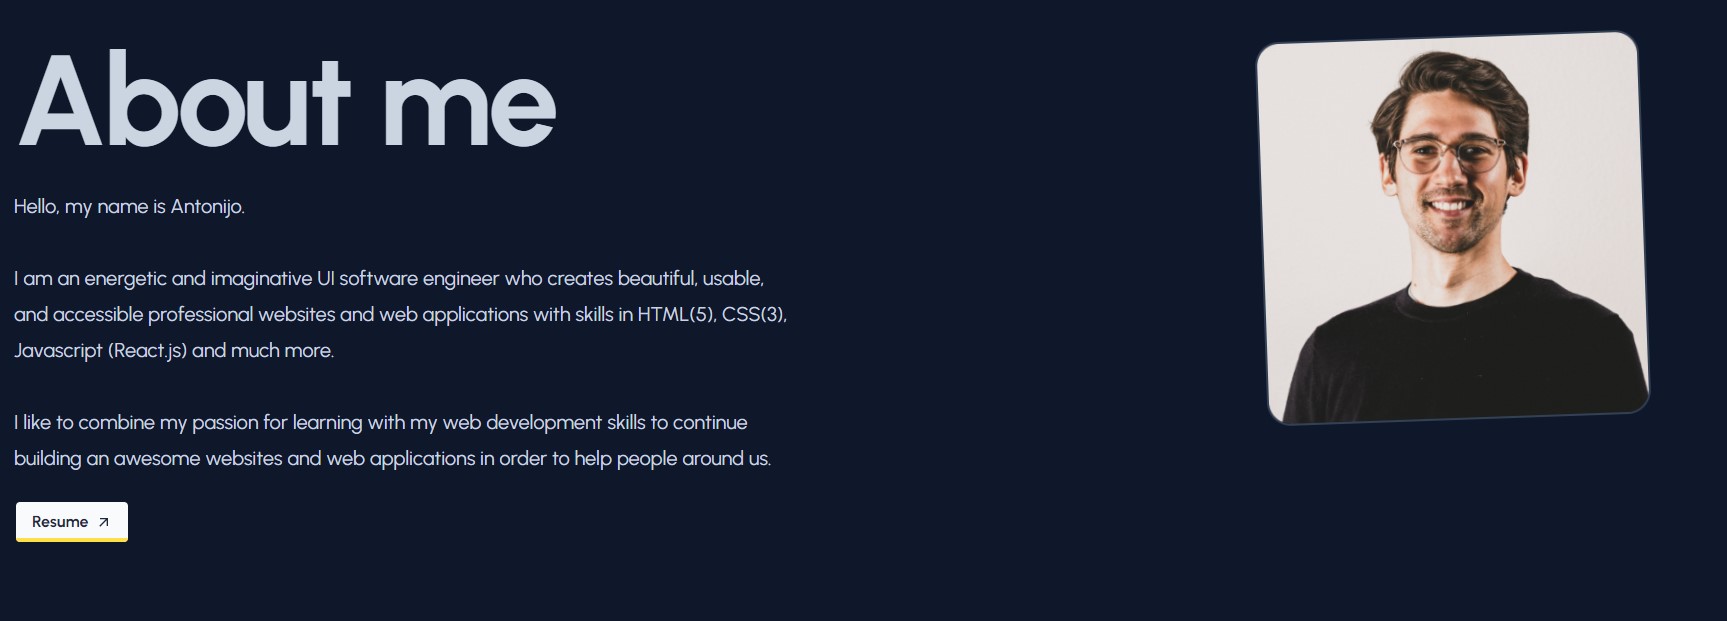 About me
Hello, my name is Antonijo.
I am an energetic and imaginative UI software engineer who creates beautiful, usable,
and accessible professional websites and web applications with skills in HTML(5), CSS(3),
Javascript (React.js) and much more.
I like to combine my passion for learning with my web development skills to continue
building an awesome websites and web applications in order to help people around us.
Resume